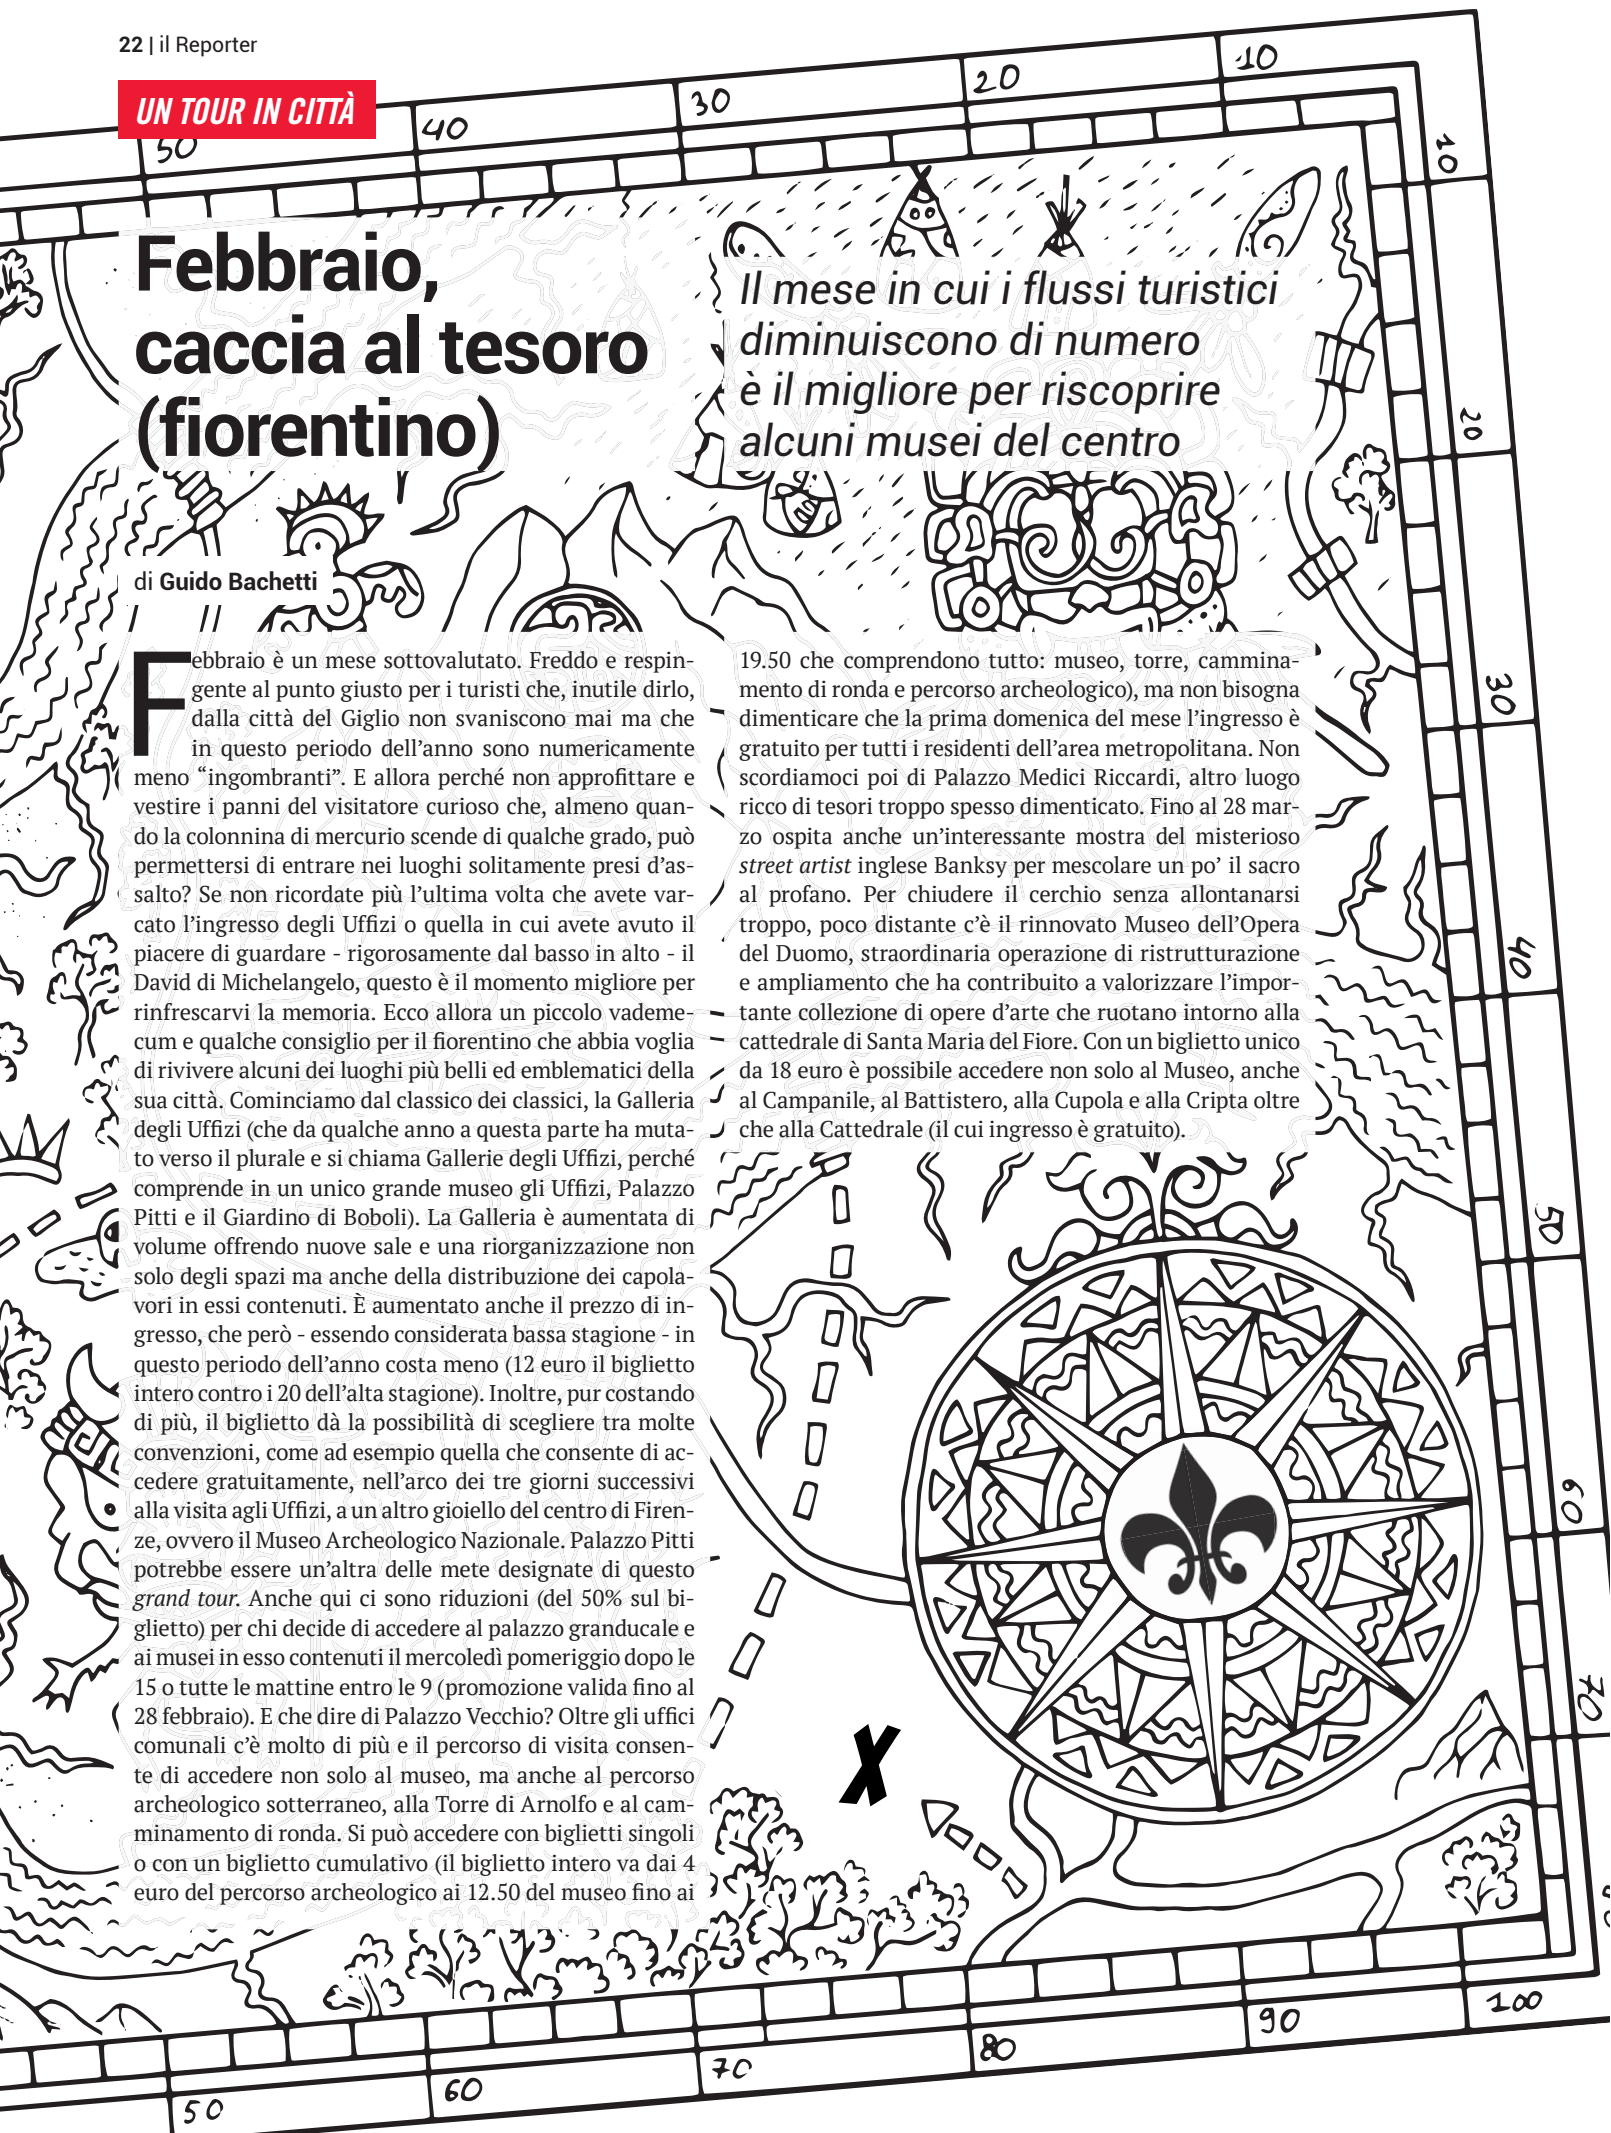 22 | il Reporter
UN TOUR IN CITTÀ
50
40
30
20
10
10
Febbraio,
caccia al tesoro
(fiorentino)
Il mese in cui i flussi turistici
diminuiscono di numero
è il migliore per riscoprire
alcuni musei del centro
20
di Guido Bachetti
Febbraio è un mese sottovalutato. Freddo e respin-
gente al punto giusto per i turisti che, inutile dirlo,
dalla città del Giglio non svaniscono mai ma che
in questo periodo dell’anno sono numericamente
meno “ingombranti”. E allora perché non approfittare e
vestire i panni del visitatore curioso che, almeno quan-
do la colonnina di mercurio scende di qualche grado, può
permettersi di entrare nei luoghi solitamente presi d’as-
salto? Se non ricordate più l’ultima volta che avete var-
cato l’ingresso degli Uffizi o quella in cui avete avuto il
piacere di guardare - rigorosamente dal basso in alto - il
David di Michelangelo, questo è il momento migliore per
rinfrescarvi la memoria. Ecco allora un piccolo vademe-
cum e qualche consiglio per il fiorentino che abbia voglia
di rivivere alcuni dei luoghi più belli ed emblematici della
sua città. Cominciamo dal classico dei classici, la Galleria
degli Uffizi (che da qualche anno a questa parte ha muta-
to verso il plurale e si chiama Gallerie degli Uffizi, perché
comprende in un unico grande museo gli Uffizi, Palazzo
Pitti e il Giardino di Boboli). La Galleria è aumentata di
volume offrendo nuove sale e una riorganizzazione non
solo degli spazi ma anche della distribuzione dei capola-
vori in essi contenuti. È aumentato anche il prezzo di in-
gresso, che però - essendo considerata bassa stagione - in
questo periodo dell’anno costa meno (12 euro il biglietto
intero contro i 20 dell’alta stagione). Inoltre, pur costando
di più, il biglietto dà la possibilità di scegliere tra molte
convenzioni, come ad esempio quella che consente di ac-
cedere gratuitamente, nell’arco dei tre giorni successivi
alla visita agli Uffizi, a un altro gioiello del centro di Firen-
ze, ovvero il Museo Archeologico Nazionale. Palazzo Pitti
potrebbe essere un’altra delle mete designate di questo
grand tour. Anche qui ci sono riduzioni (del 50% sul bi-
glietto) per chi decide di accedere al palazzo granducale e
ai musei in esso contenuti il mercoledì pomeriggio dopo le
15 o tutte le mattine entro le 9 (promozione valida fino al
28 febbraio). E che dire di Palazzo Vecchio? Oltre gli uffici
comunali c’è molto di più e il percorso di visita consen-
te di accedere non solo al museo, ma anche al percorso
archeologico sotterraneo, alla Torre di Arnolfo e al cam-
minamento di ronda. Si può accedere con biglietti singoli
o con un biglietto cumulativo (il biglietto intero va dai 4
euro del percorso archeologico ai 12.50 del museo fino ai
19.50 che comprendono tutto: museo, torre, cammina-
mento di ronda e percorso archeologico), ma non bisogna
dimenticare che la prima domenica del mese l’ingresso è
gratuito per tutti i residenti dell’area metropolitana. Non
scordiamoci poi di Palazzo Medici Riccardi, altro luogo
ricco di tesori troppo spesso dimenticato. Fino al 28 mar-
zo ospita anche un’interessante mostra del misterioso
street artist inglese Banksy per mescolare un po’ il sacro
al profano. Per chiudere il cerchio senza allontanarsi
troppo, poco distante c’è il rinnovato Museo dell’Opera
del Duomo, straordinaria operazione di ristrutturazione
e ampliamento che ha contribuito a valorizzare l’impor-
tante collezione di opere d’arte che ruotano intorno alla
cattedrale di Santa Maria del Fiore. Con un biglietto unico
da 18 euro è possibile accedere non solo al Museo, anche
al Campanile, al Battistero, alla Cupola e alla Cripta oltre
che alla Cattedrale (il cui ingresso è gratuito).
30
40
50
60
70
X
50
60
70
80
90
100